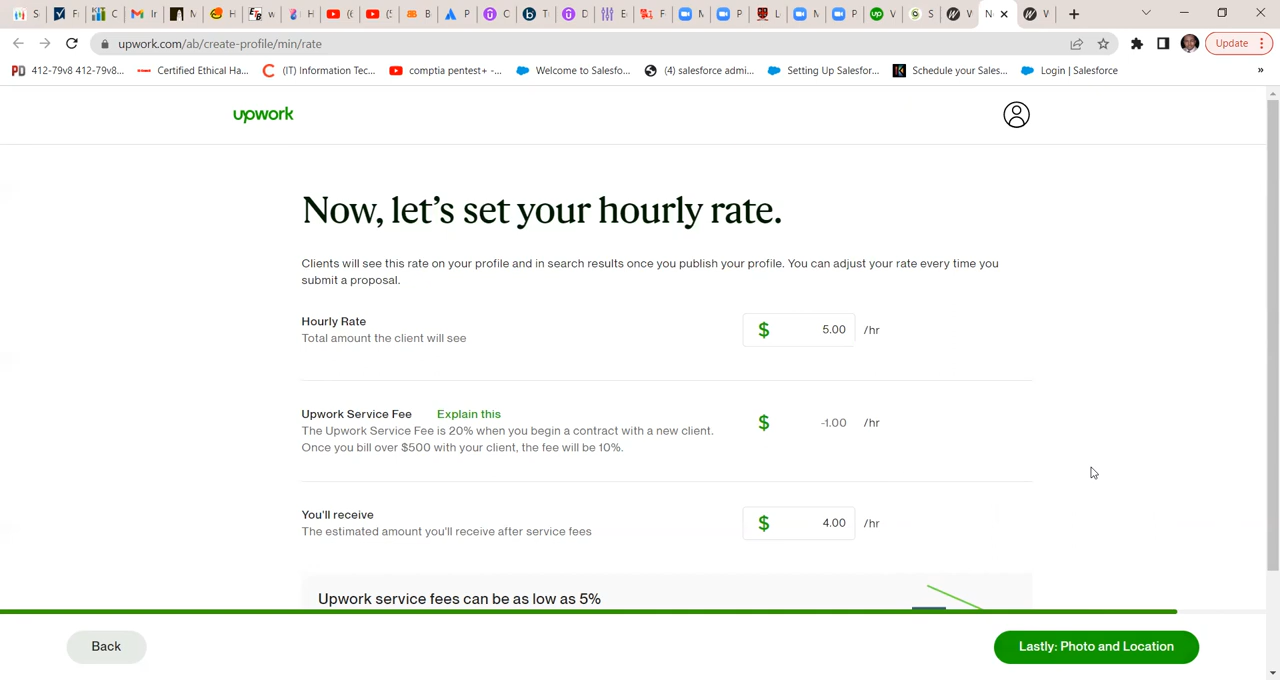 upwork.com/ab/create-profile/min/rate
Update
412-79v8 412-79v8...
Certified Ethical Ha...
(IT) Information Tec...
comptia pentest+ -...
Welcome to Salesfo...
(4) salesforce admi...
Setting Up Salesfor...
Schedule your Sales...
Login | Salesforce
»
upwork
Now, let's set your hourly rate.
Clients will see this rate on your profile and in search results once you publish your profile. You can adjust your rate every time you
submit a proposal.
Hourly Rate
Total amount the client will see
$ 5.00 /hr
Upwork Service Fee Explain this
The Upwork Service Fee is 20% when you begin a contract with a new client.
Once you bill over $500 with your client, the fee will be 10%.
$ -1.00 /hr
You'll receive
The estimated amount you'll receive after service fees
$ 4.00 /hr
Upwork service fees can be as low as 5%
Back
Lastly: Photo and Location